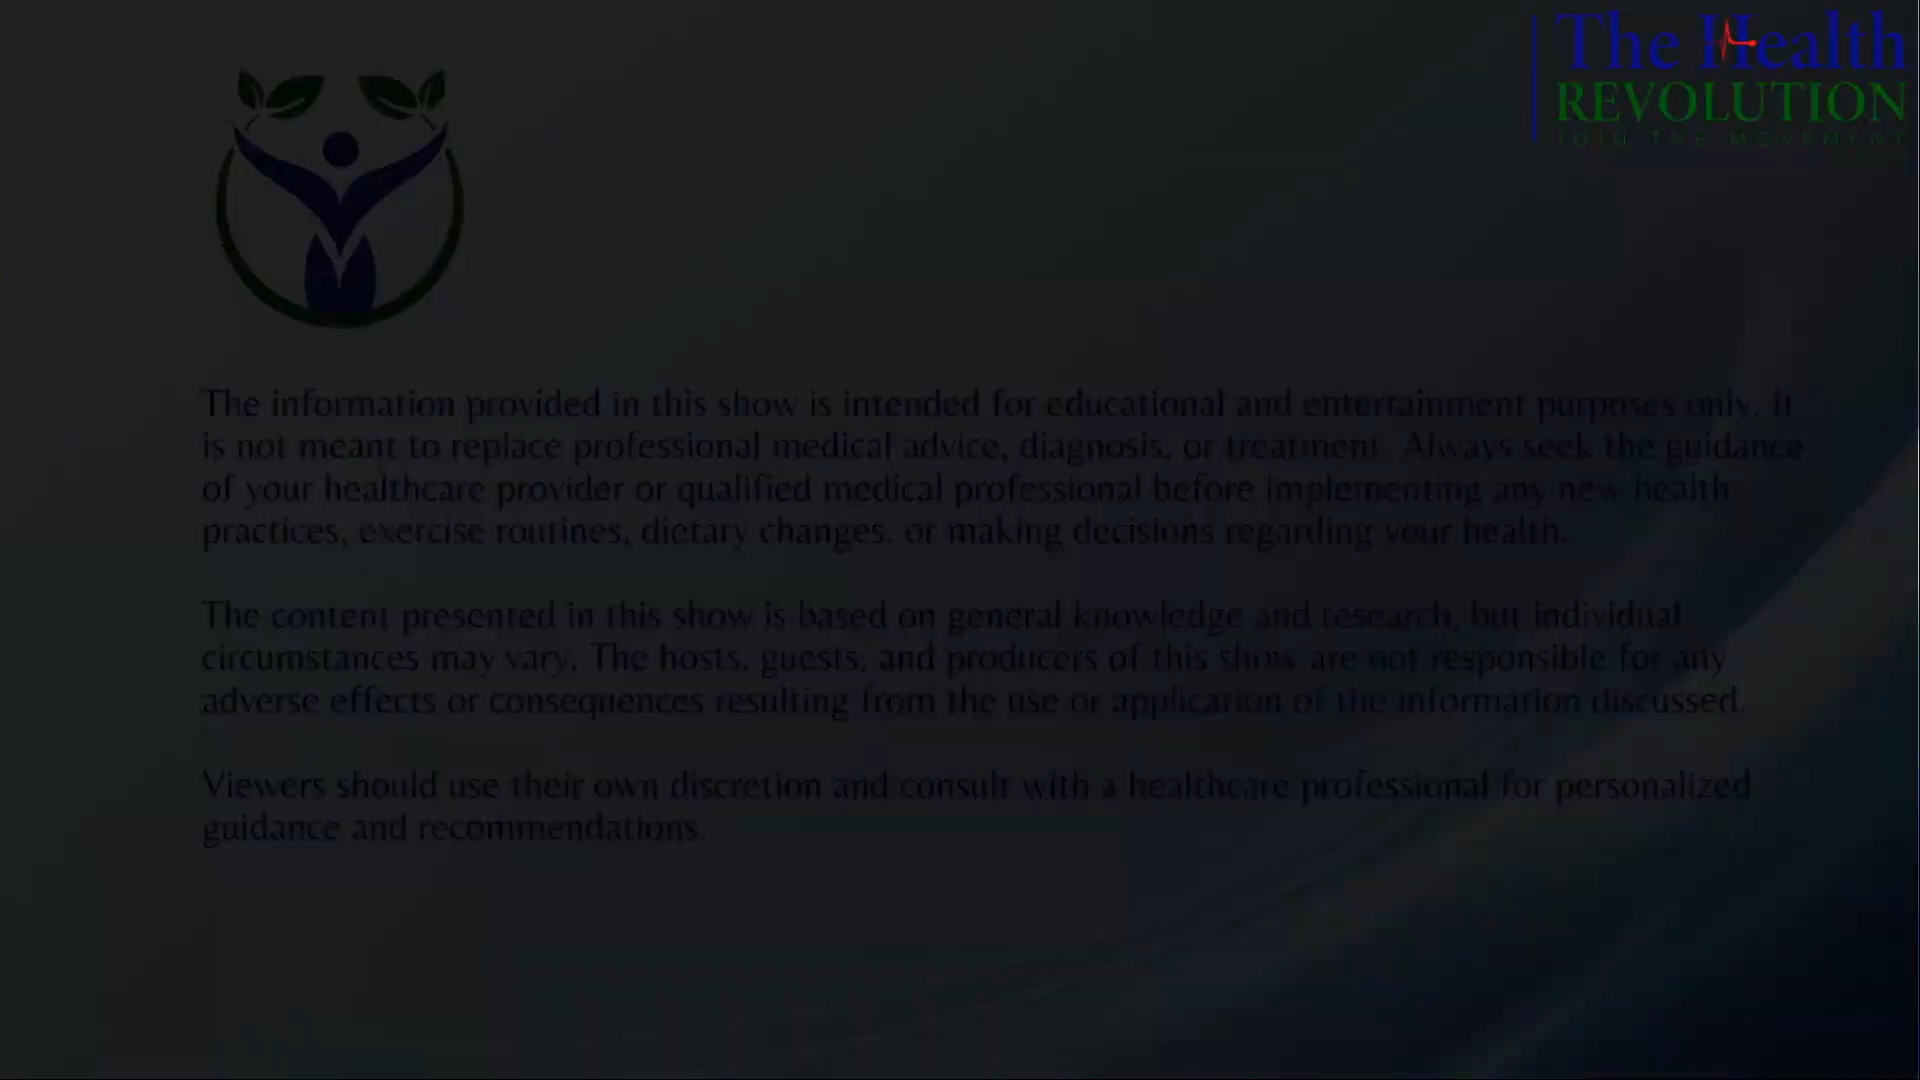 The Health
REVOLUTION
JOIN THE MOVEMENT
The information provided in this show is intended for educational and entertainment purposes only. It
is not meant to replace professional medical advice, diagnosis, or treatment. Always seek the guidance
of your healthcare provider or qualified medical professional before implementing any new health
practices, exercise routines, dietary changes, or making decisions regarding your health.
The content presented in this show is based on general knowledge and research, but individual
circumstances may vary. The hosts, guests, and producers of this show are not responsible for any
adverse effects or consequences resulting from the use or application of the information discussed.
Viewers should use their own discretion and consult with a healthcare professional for personalized
guidance and recommendations.